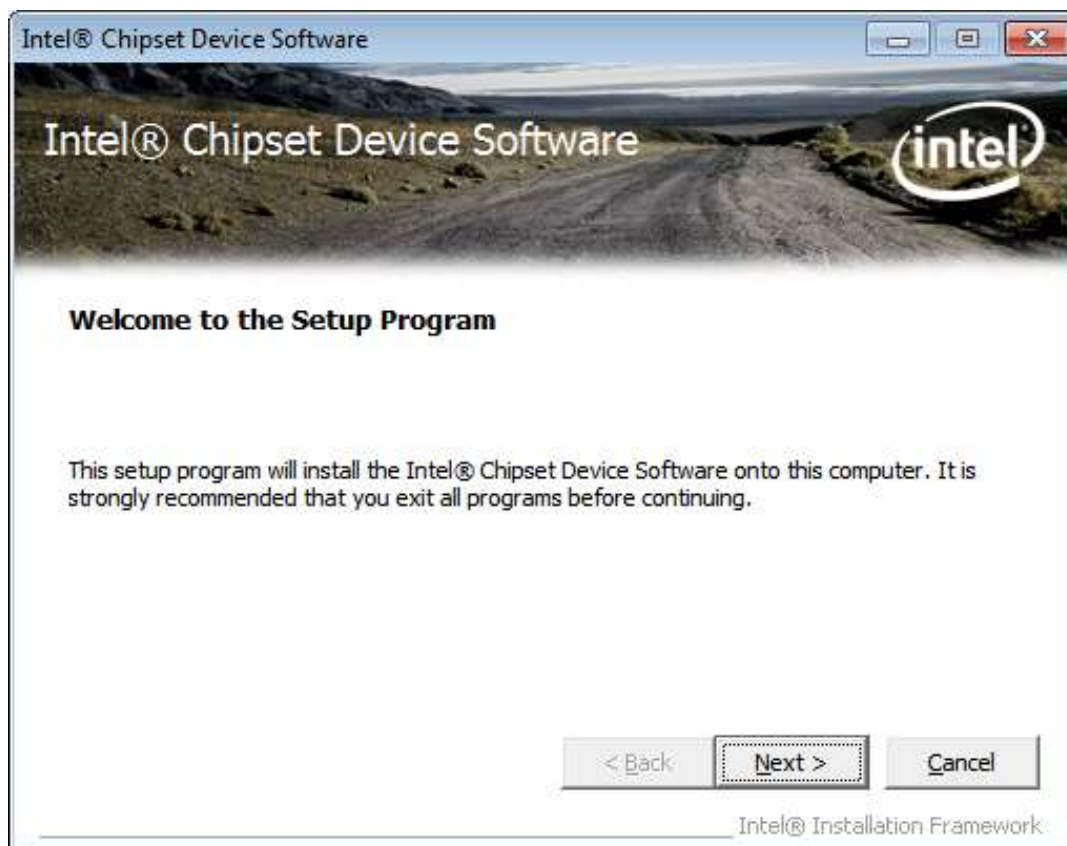 Intel® Chipset Device Software
Intel® Chipset Device Software
intel
Welcome to the Setup Program
This setup program will install the Intel® Chipset Device Software onto this computer. It is
strongly recommended that you exit all programs before continuing.
< Back Next > Cancel
Intel® Installation Framework